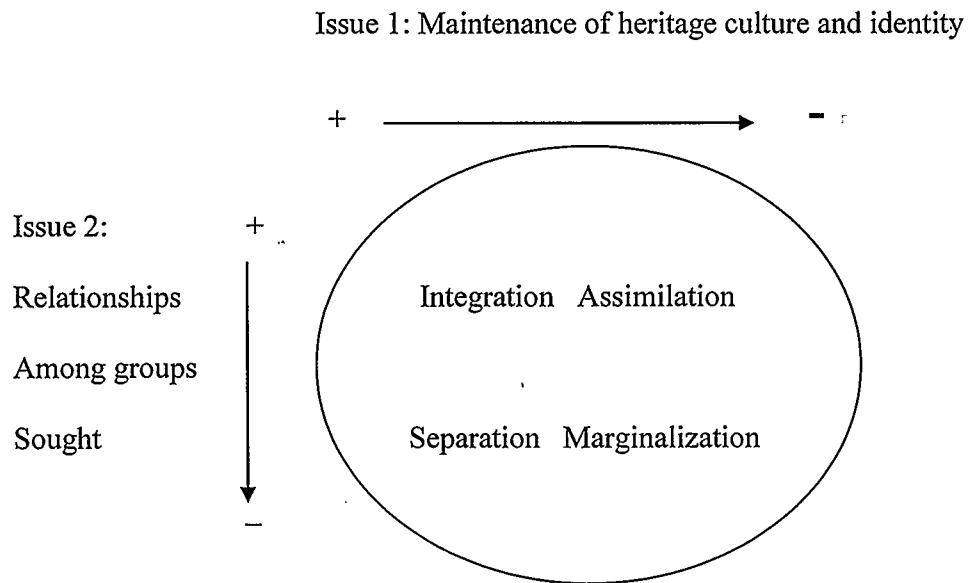 Issue 1: Maintenance of heritage culture and identity
+ -
Issue 2: +
Relationships Integration Assimilation
Among groups
Sought Separation Marginalization
−